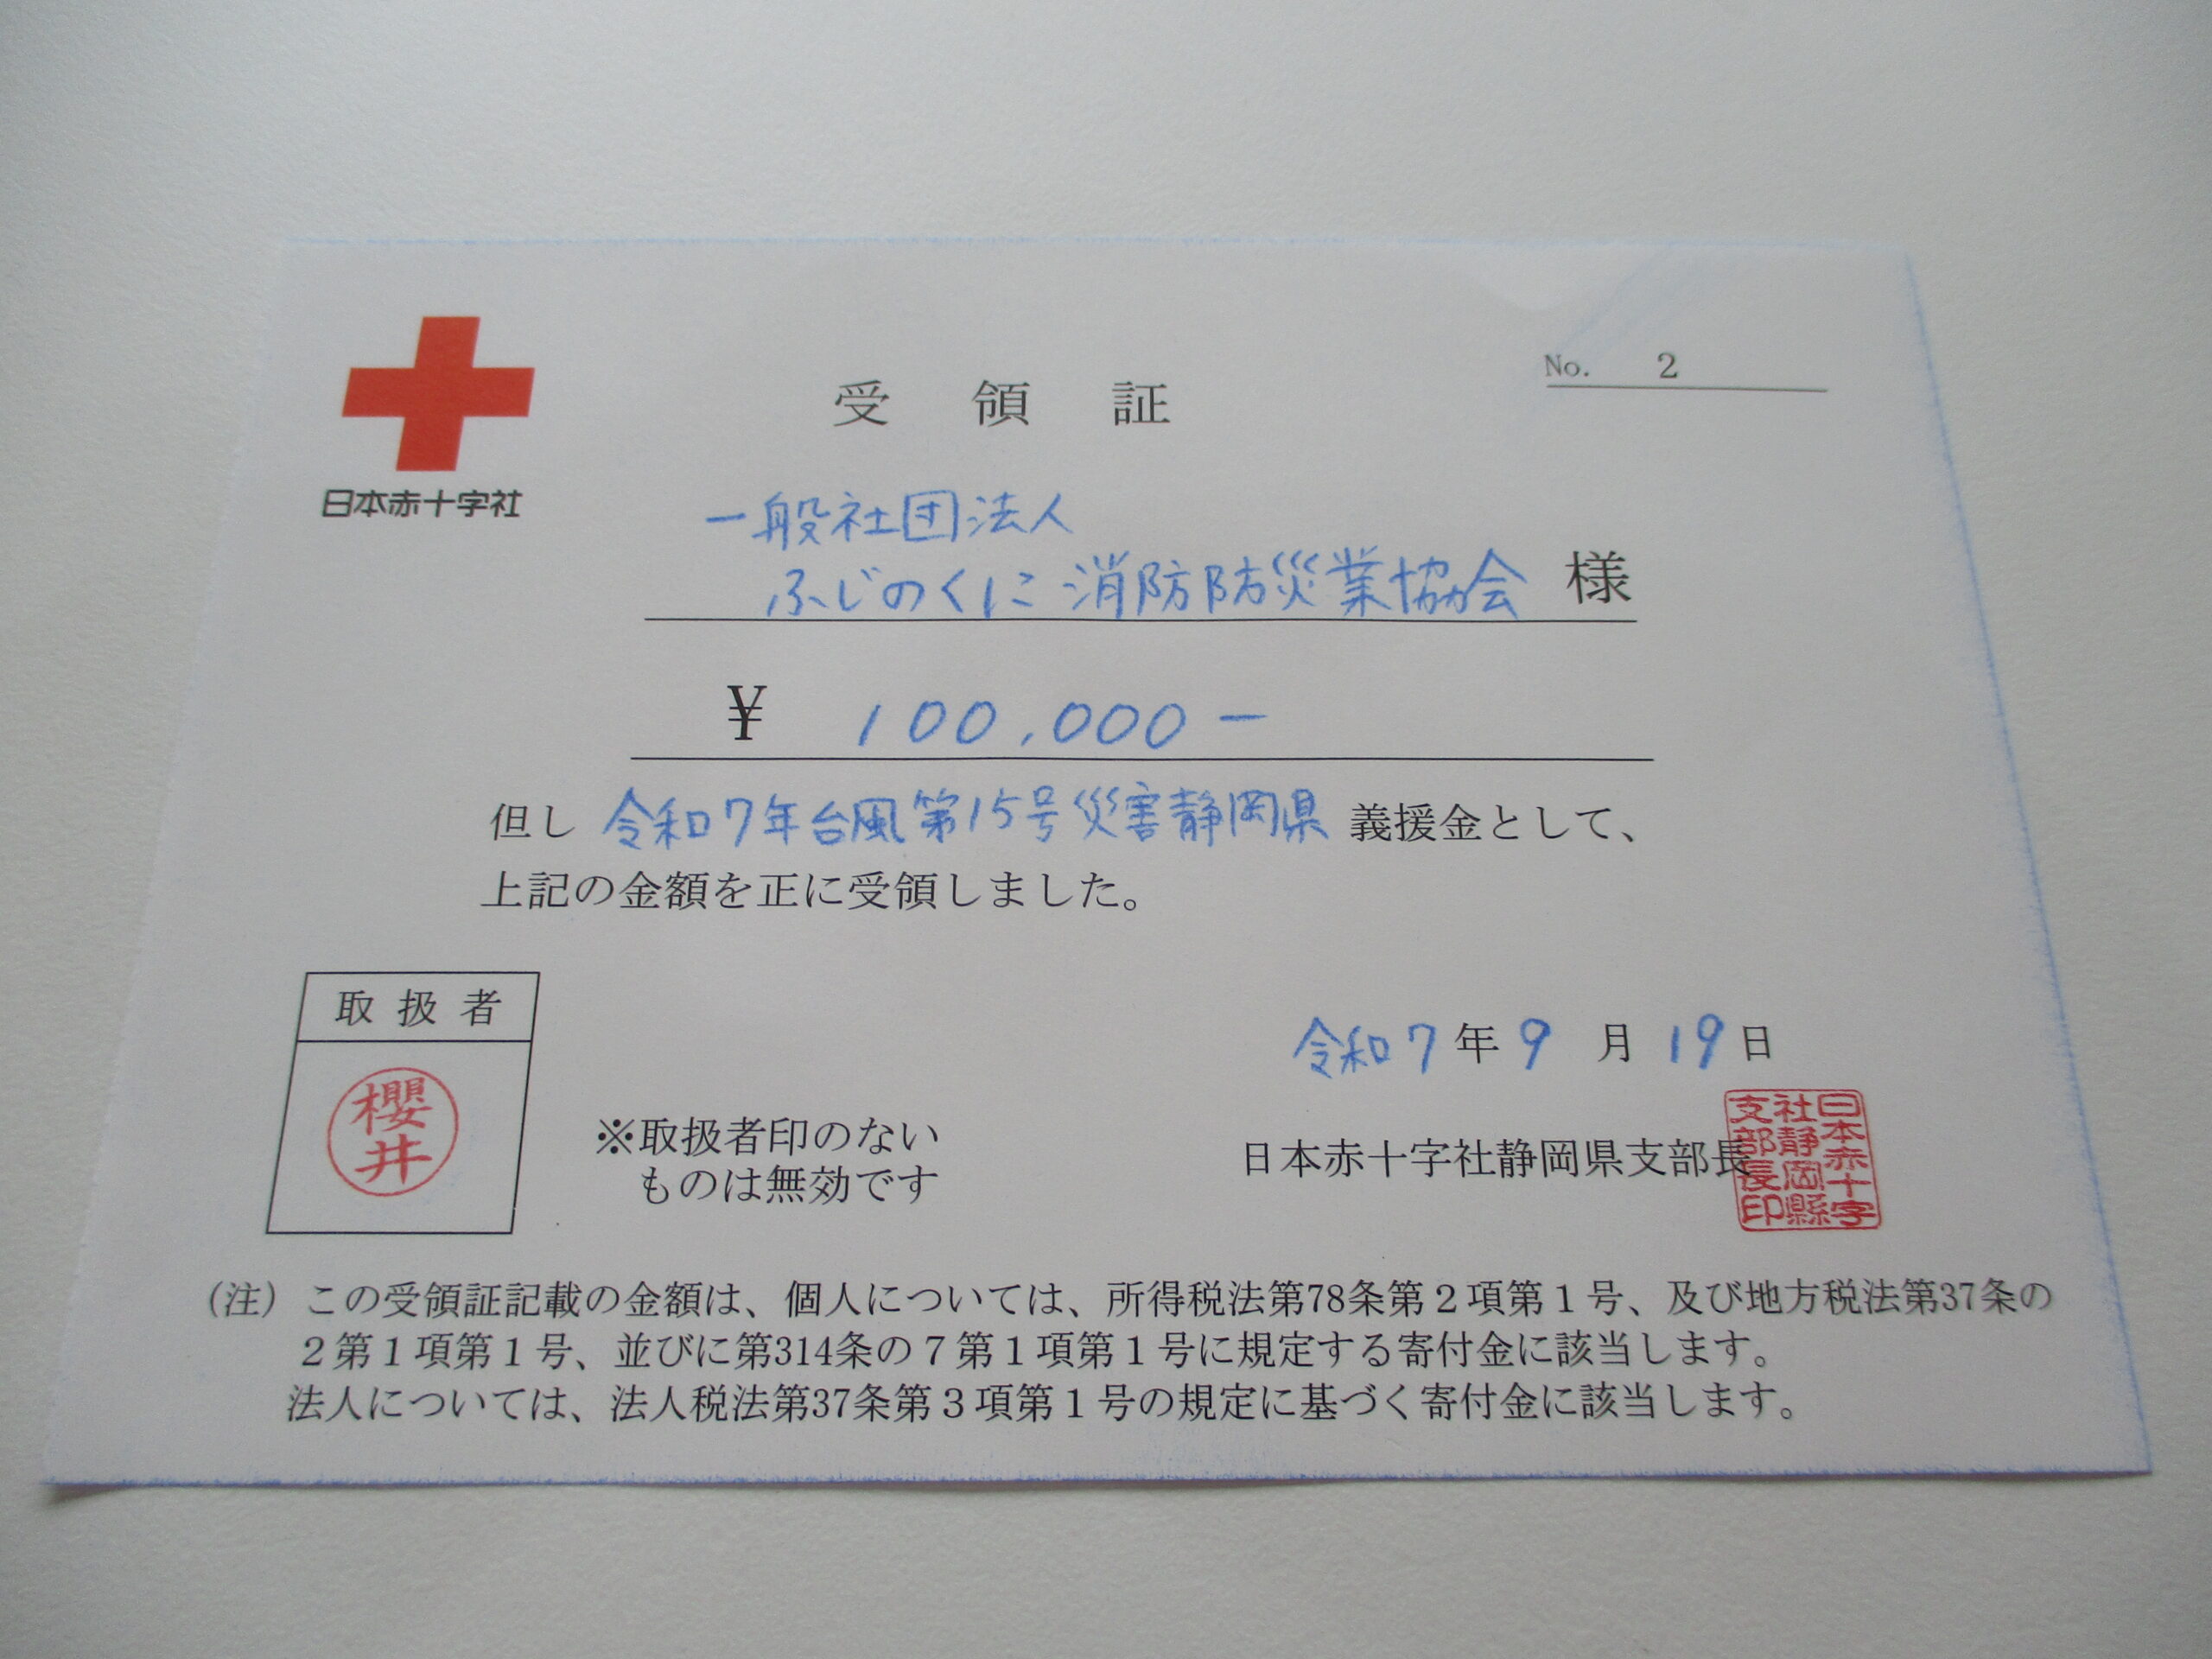 日本赤十字社
受領証
No. 2
一般社団法人
ふじのくに消防防災業協会 様
¥ 100,000-
但し 令和7年台風第15号災害静岡県 義援金として、
上記の金額を正に受領しました。
取扱者
櫻井
※取扱者印のない
ものは無効です
令和7年9月19日
日本赤十字社静岡県支部長
日本赤十字
社静岡縣
支部長印
(注) この受領証記載の金額は、個人については、所得税法第78条第2項第1号、及び地方税法第37条の
2第1項第1号、並びに第314条の7第1項第1号に規定する寄付金に該当します。
法人については、法人税法第37条第3項第1号の規定に基づく寄付金に該当します。